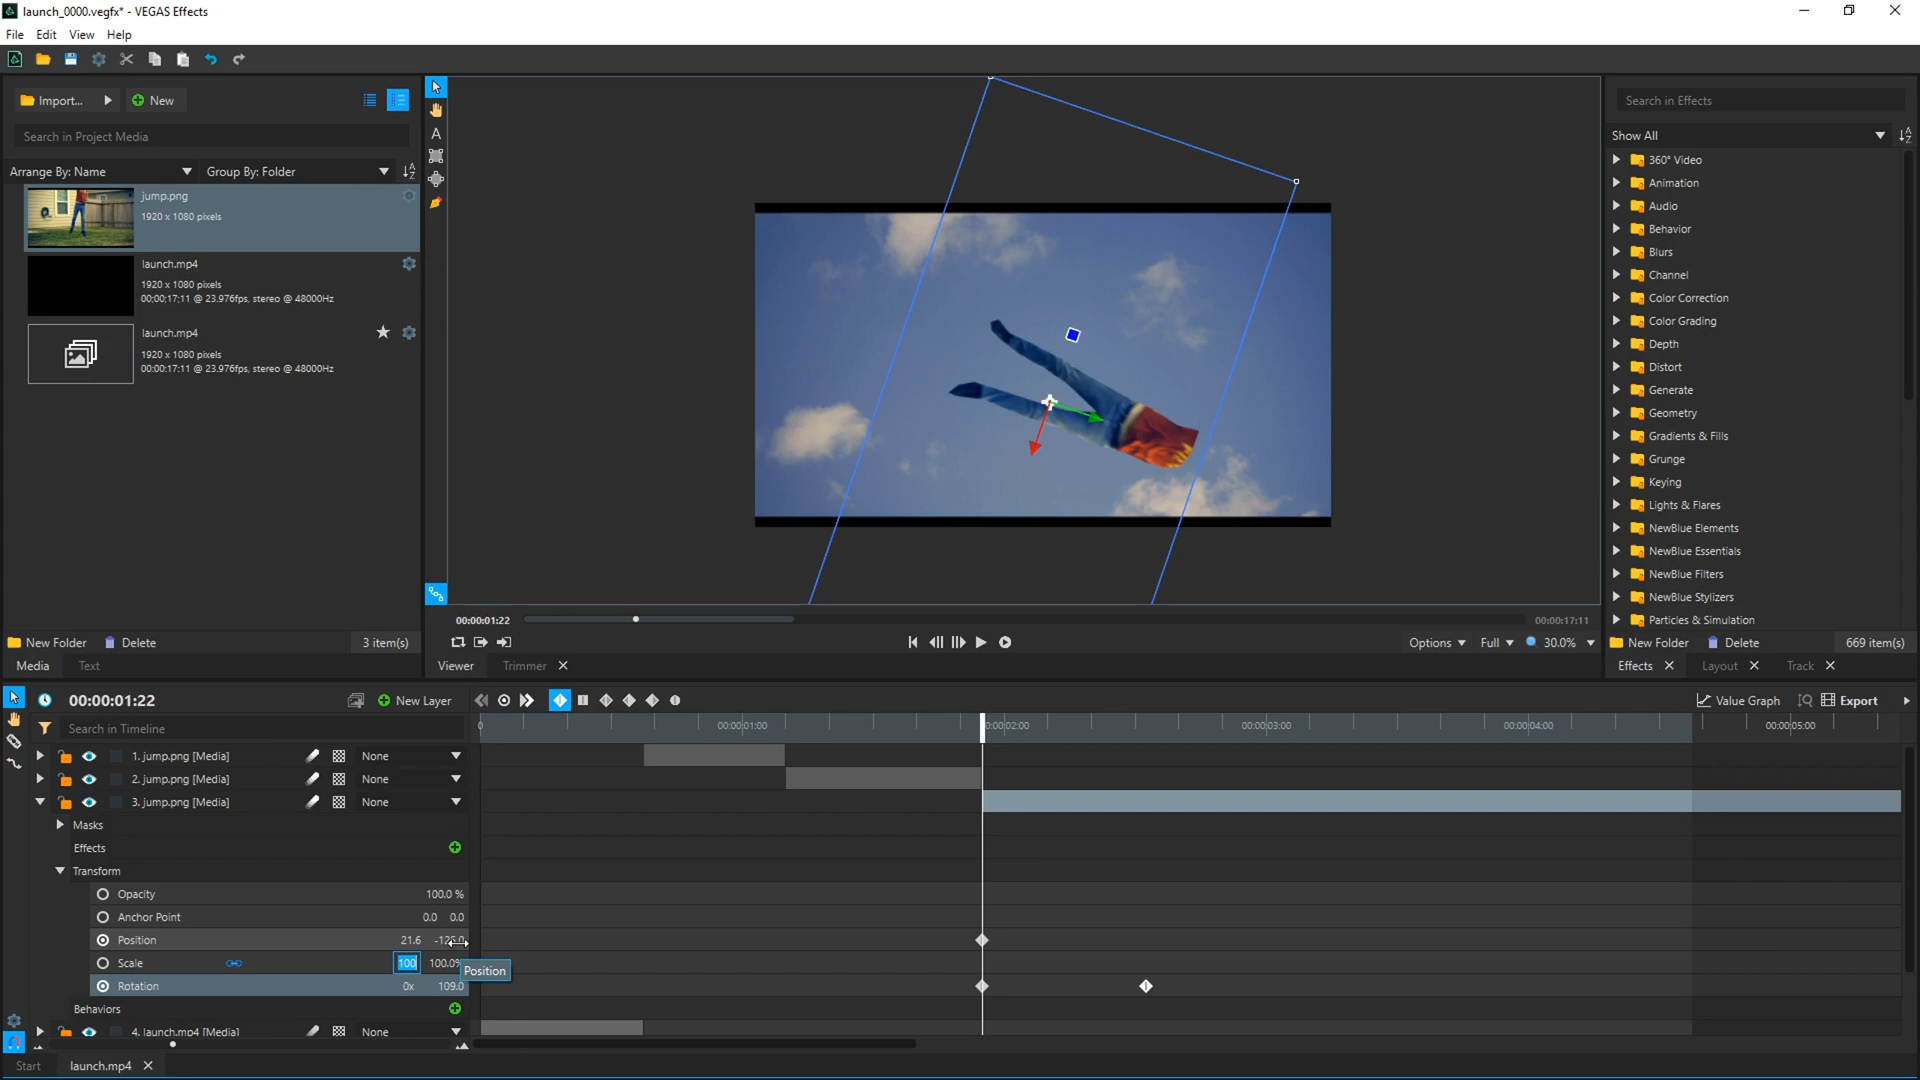 launch_0000.vegfx* - VEGAS Effects
File Edit View Help
Import... New
Search in Project Media
Arrange By: Name Group By: Folder
jump.png
1920 x 1080 pixels
launch.mp4
1920 x 1080 pixels
00:00:17:11 @ 23.976fps, stereo @ 48000Hz
launch.mp4
1920 x 1080 pixels
00:00:17:11 @ 23.976fps, stereo @ 48000Hz
New Folder Delete 3 item(s)
Media Text
A
00:00:01:22 00:00:17:11
Options Full 30.0%
Viewer Trimmer
Search in Effects
Show All
360° Video
Animation
Audio
Behavior
Blurs
Channel
Color Correction
Color Grading
Depth
Distort
Generate
Geometry
Gradients & Fills
Grunge
Keying
Lights & Flares
NewBlue Elements
NewBlue Essentials
NewBlue Filters
NewBlue Stylizers
Particles & Simulation
New Folder Delete 669 item(s)
Effects Layout Track
00:00:01:22 New Layer Value Graph Export
Search in Timeline
0 00:00:01:00 00:00:02:00 00:00:03:00 00:00:04:00 00:00:05:00
1. jump.png [Media] None
2. jump.png [Media] None
3. jump.png [Media] None
Masks
Effects
Transform
Opacity 100.0 %
Anchor Point 0.0 0.0
Position 21.6
Scale 100 100.0%
Position
Rotation 0x 109.0
Behaviors
4. launch.mp4 [Media] None
Start launch.mp4